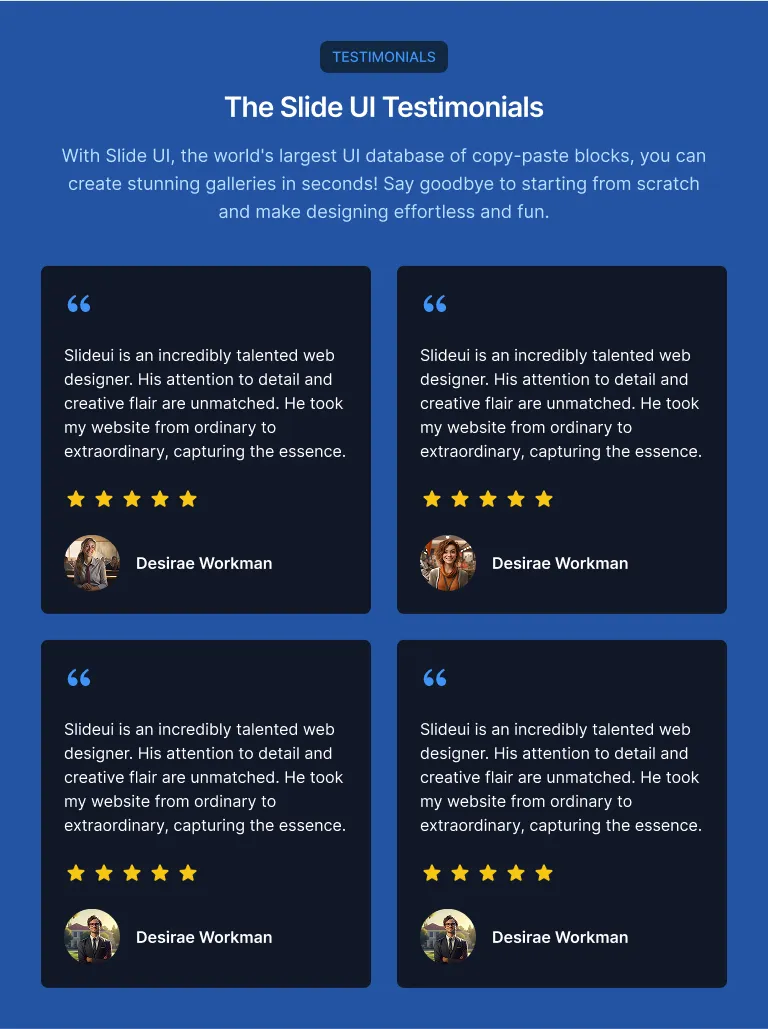 TESTIMONIALS
The Slide UI Testimonials
With Slide UI, the world's largest UI database of copy-paste blocks, you can
create stunning galleries in seconds! Say goodbye to starting from scratch
and make designing effortless and fun.
“
Slideui is an incredibly talented web
designer. His attention to detail and
creative flair are unmatched. He took
my website from ordinary to
extraordinary, capturing the essence.
Desirae Workman
“
Slideui is an incredibly talented web
designer. His attention to detail and
creative flair are unmatched. He took
my website from ordinary to
extraordinary, capturing the essence.
Desirae Workman
“
Slideui is an incredibly talented web
designer. His attention to detail and
creative flair are unmatched. He took
my website from ordinary to
extraordinary, capturing the essence.
Desirae Workman
“
Slideui is an incredibly talented web
designer. His attention to detail and
creative flair are unmatched. He took
my website from ordinary to
extraordinary, capturing the essence.
Desirae Workman